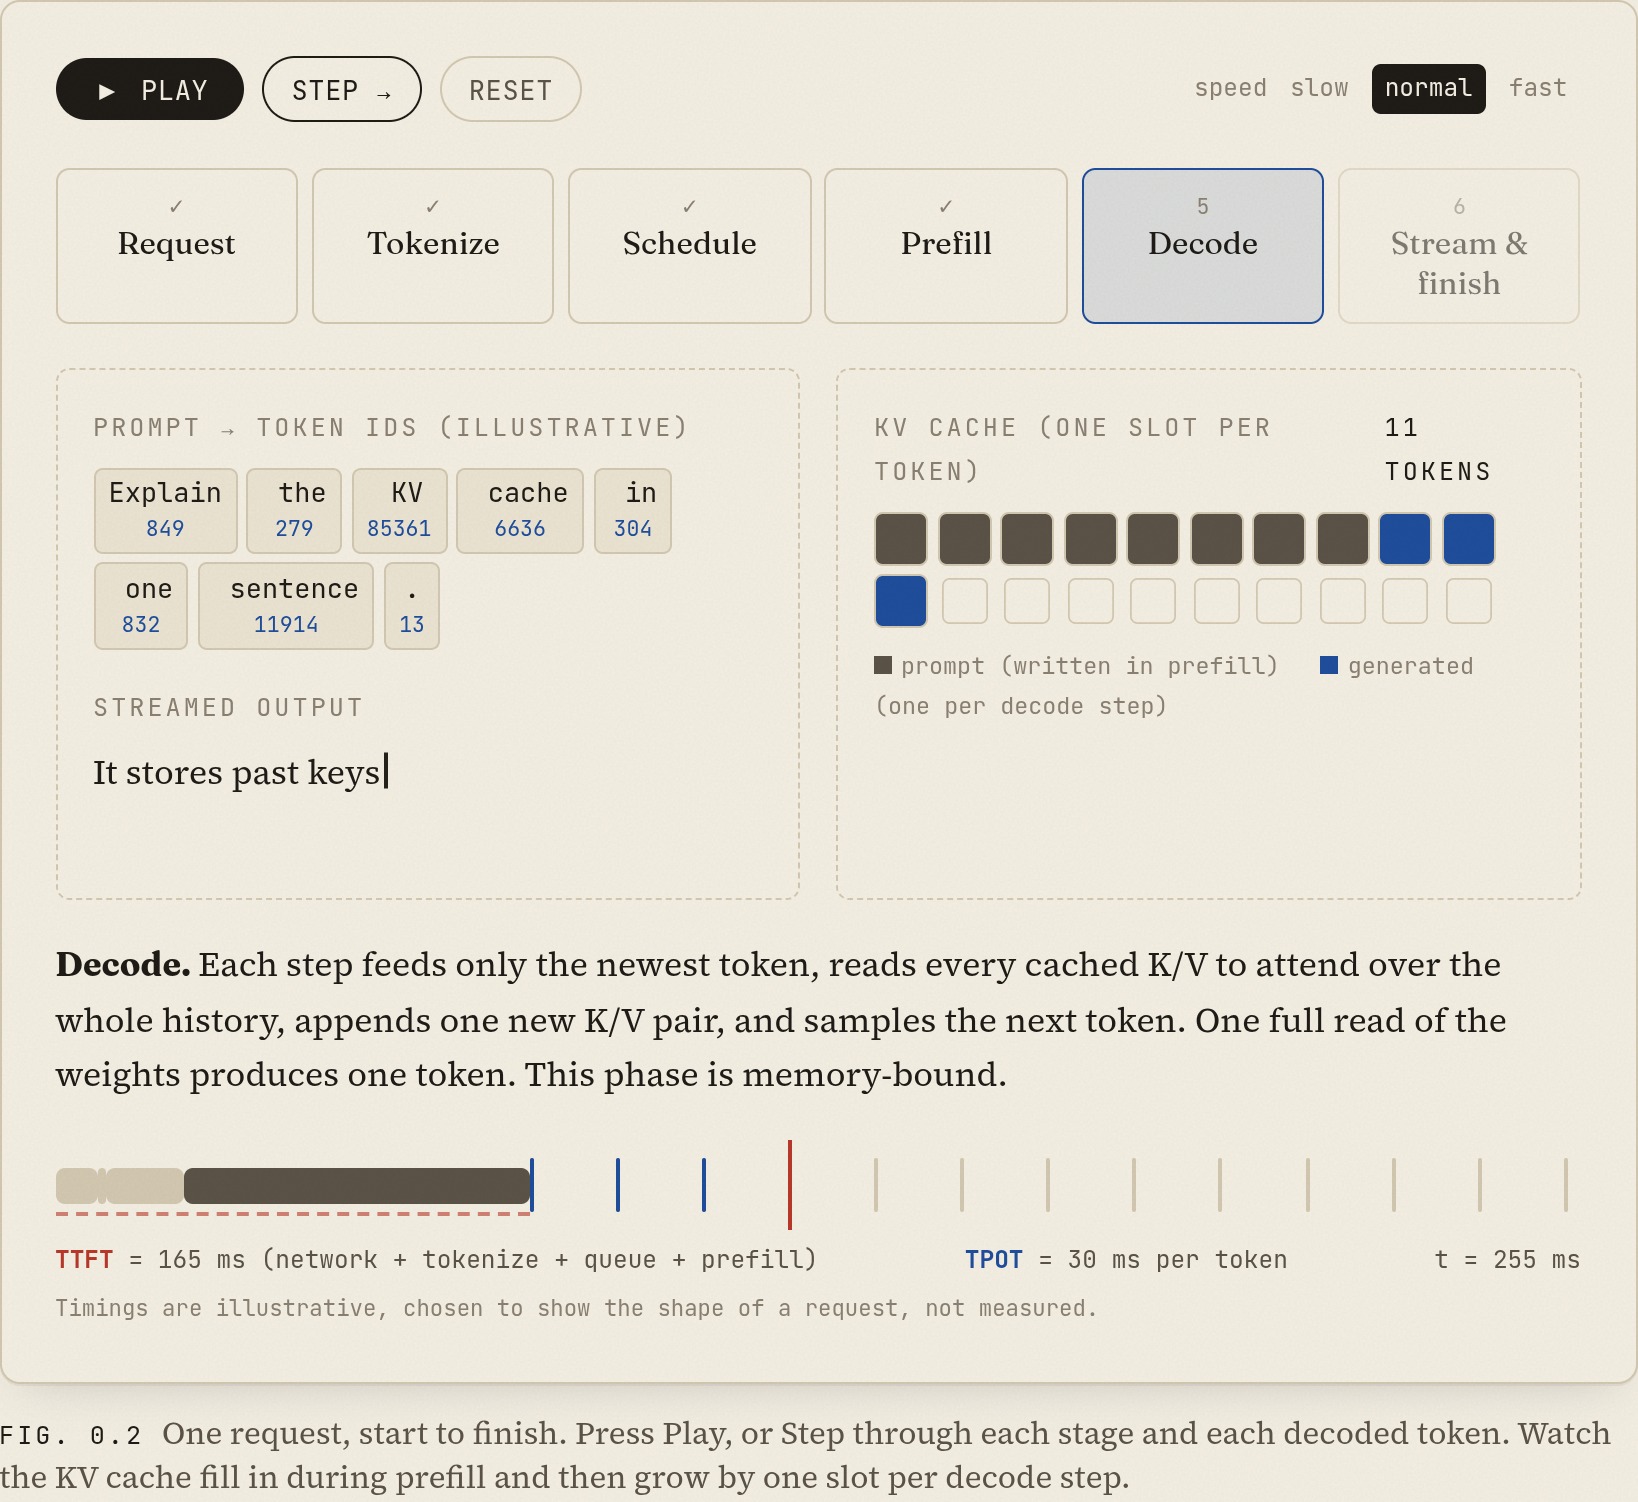 ▶ PLAY STEP → RESET speed slow normal fast
✓ ✓ ✓ ✓ 5 6
Request Tokenize Schedule Prefill Decode Stream &
finish
PROMPT → TOKEN IDS (ILLUSTRATIVE)
Explain the KV cache in
849 279 85361 6636 304
one sentence .
832 11914 13
STREAMED OUTPUT
It stores past keys
KV CACHE (ONE SLOT PER
TOKEN)
11
TOKENS
prompt (written in prefill) generated
(one per decode step)
Decode. Each step feeds only the newest token, reads every cached K/V to attend over the
whole history, appends one new K/V pair, and samples the next token. One full read of the
weights produces one token. This phase is memory-bound.
TTFT = 165 ms (network + tokenize + queue + prefill) TPOT = 30 ms per token t = 255 ms
Timings are illustrative, chosen to show the shape of a request, not measured.
FIG. 0.2 One request, start to finish. Press Play, or Step through each stage and each decoded token. Watch
the KV cache fill in during prefill and then grow by one slot per decode step.